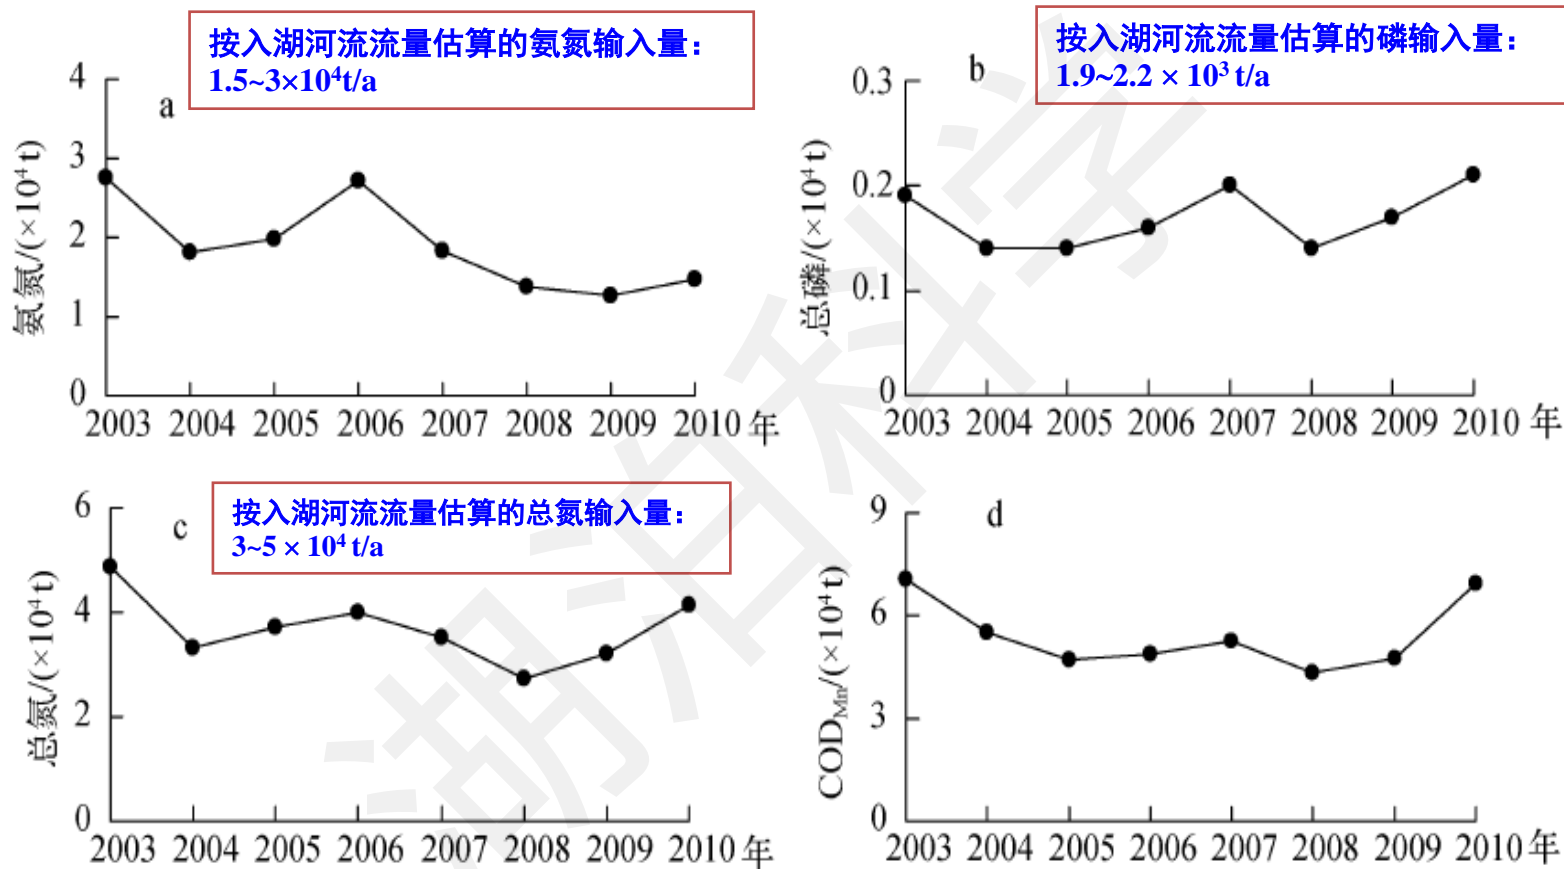 按入湖河流流量估算的氨氮输入量：
1.5~3×10⁴t/a
a
氨氮/(×10⁴t)
4
3
2
1
0
2003 2004 2005 2006 2007 2008 2009 2010 年
按入湖河流流量估算的磷输入量：
1.9~2.2 × 10³ t/a
b
总磷/(×10⁴t)
0.3
0.2
0.1
0
2003 2004 2005 2006 2007 2008 2009 2010 年
按入湖河流流量估算的总氮输入量：
3~5 × 10⁴ t/a
c
总氮/(×10⁴t)
6
4
2
0
2003 2004 2005 2006 2007 2008 2009 2010 年
d
COD_Mn/(×10⁴t)
9
6
3
0
2003 2004 2005 2006 2007 2008 2009 2010 年
湖泊科学